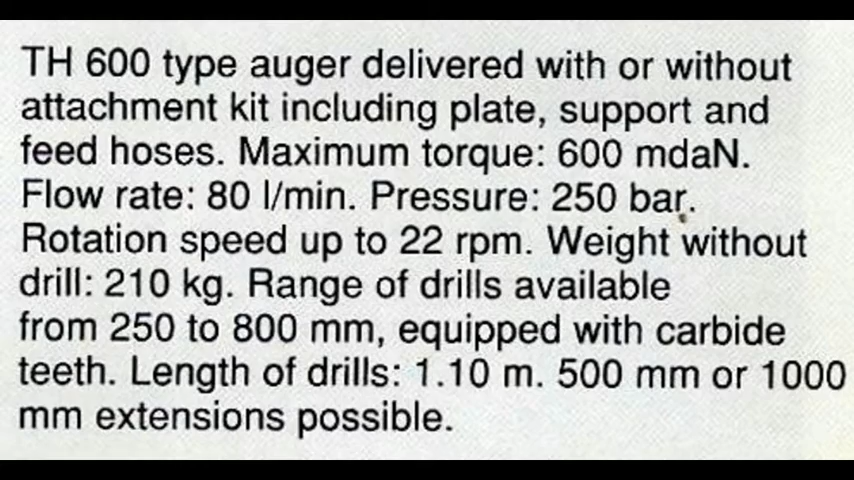 TH 600 type auger delivered with or without
attachment kit including plate, support and
feed hoses. Maximum torque: 600 mdaN.
Flow rate: 80 l/min. Pressure: 250 bar.
Rotation speed up to 22 rpm. Weight without
drill: 210 kg. Range of drills available
from 250 to 800 mm, equipped with carbide
teeth. Length of drills: 1.10 m. 500 mm or 1000
mm extensions possible.